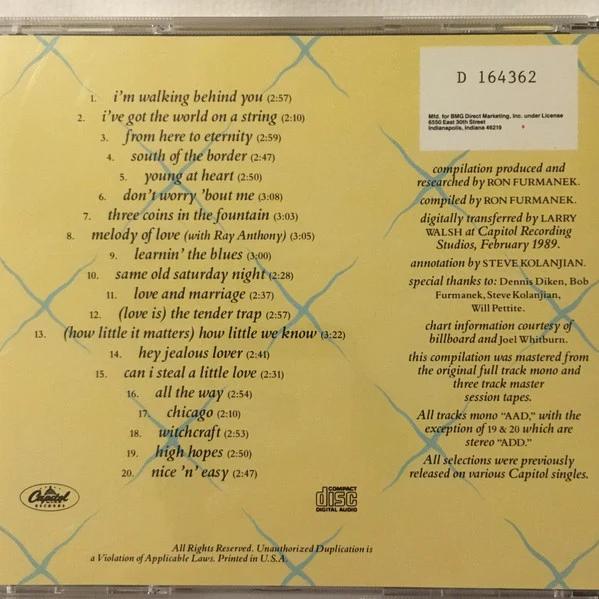 D 164362
Mfd. for BMG Direct Marketing, Inc. under License
6550 East 30th Street
Indianapolis, Indiana 46219
1. i'm walking behind you (2:57)
2. i've got the world on a string (2:10)
3. from here to eternity (2:59)
4. south of the border (2:47)
5. young at heart (2:50)
6. don't worry 'bout me (3:08)
7. three coins in the fountain (3:03)
8. melody of love (with Ray Anthony) (3:05)
9. learnin' the blues (3:00)
10. same old saturday night (2:28)
11. love and marriage (2:37)
12. (love is) the tender trap (2:57)
13. (how little it matters) how little we know (3:22)
14. hey jealous lover (2:41)
15. can i steal a little love (2:31)
16. all the way (2:54)
17. chicago (2:10)
18. witchcraft (2:53)
19. high hopes (2:50)
20. nice 'n' easy (2:47)
compilation produced and
researched by RON FURMANEK.
compiled by RON FURMANEK.
digitally transferred by LARRY
WALSH at Capitol Recording
Studios, February 1989.
annotation by STEVE KOLANJIAN.
special thanks to: Dennis Diken, Bob
Furmanek, Steve Kolanjian,
Will Pettite.
chart information courtesy of
billboard and Joel Whitburn.
this compilation was mastered from
the original full track mono and
three track master
session tapes.
All tracks mono "AAD," with the
exception of 19 & 20 which are
stereo "ADD."
All selections were previously
released on various Capitol singles.
Capitol
RECORDS
COMPACT
disc
DIGITAL AUDIO
All Rights Reserved. Unauthorized Duplication is
a Violation of Applicable Laws. Printed in U.S.A.